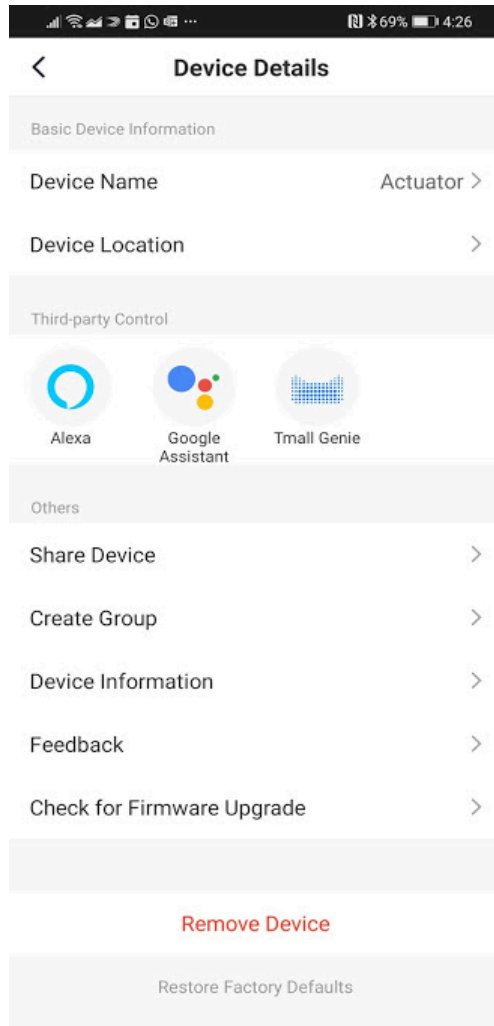 69% 4:26
Device Details
Basic Device Information
Device Name Actuator
Device Location
Third-party Control
Alexa Google Tmall Genie
Assistant
Others
Share Device
Create Group
Device Information
Feedback
Check for Firmware Upgrade
Remove Device
Restore Factory Defaults